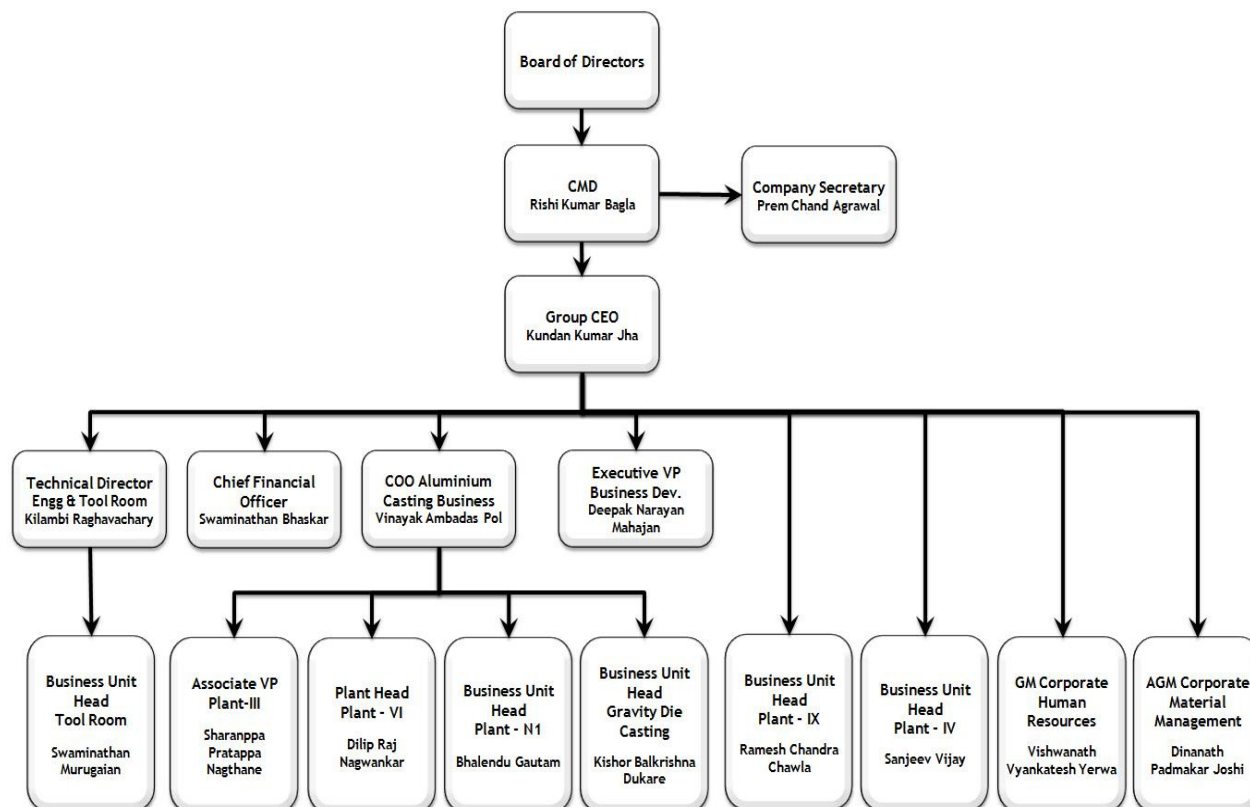 Board of Directors
CMD
Rishi Kumar Bagla
Company Secretary
Prem Chand Agrawal
Group CEO
Kundan Kumar Jha
Technical Director
Engg & Tool Room
Kilambi Raghavachary
Chief Financial
Officer
Swaminathan Bhaskar
COO Aluminium
Casting Business
Vinayak Ambadas Pol
Executive VP
Business Dev.
Deepak Narayan
Mahajan
Business Unit
Head
Tool Room
Swaminathan
Murugaian
Associate VP
Plant-III
Sharanppa
Pratappa
Nagthane
Plant Head
Plant - VI
Dilip Raj
Nagwankar
Business Unit
Head
Plant - N1
Bhalendu Gautam
Business Unit
Head
Gravity Die
Casting
Kishor Balkrishna
Dukare
Business Unit
Head
Plant - IX
Ramesh Chandra
Chawla
Business Unit
Head
Plant - IV
Sanjeev Vijay
GM Corporate
Human
Resources
Vishwanath
Vyankatesh Yerwa
AGM Corporate
Material
Management
Dinanath
Padmakar Joshi